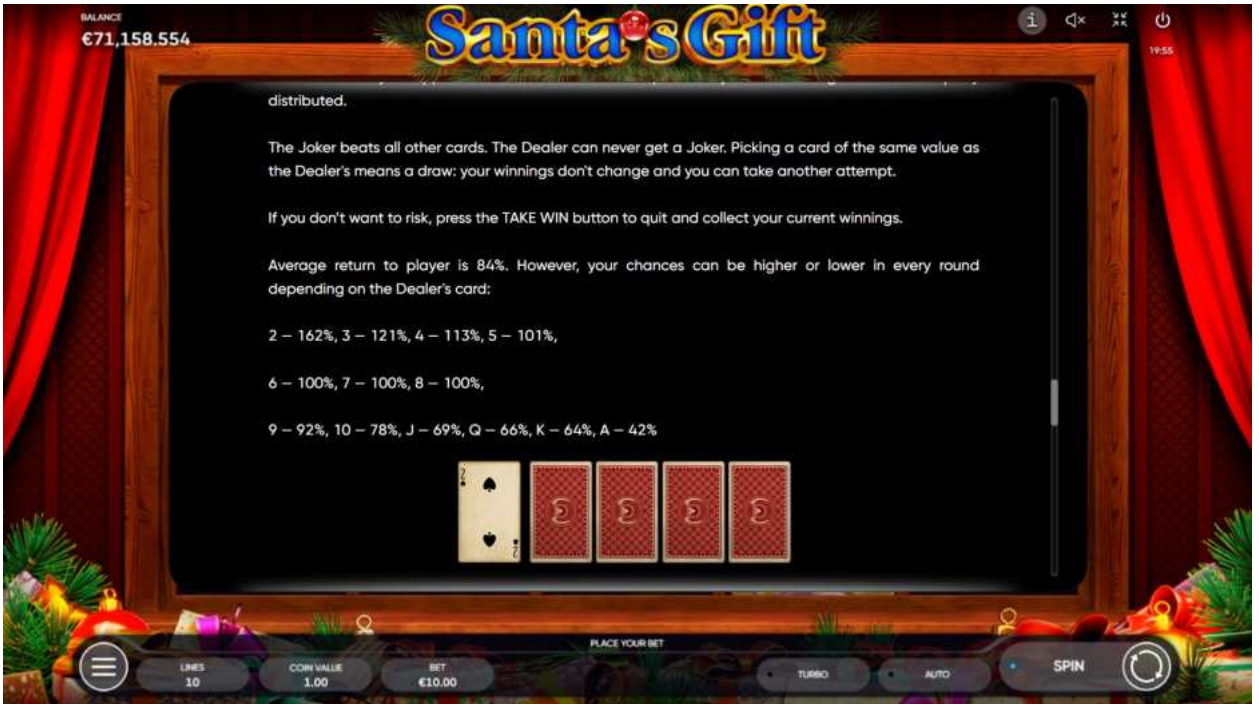 BALANCE
€71,158.554
Santa's Gift
19:55
distributed.
The Joker beats all other cards. The Dealer can never get a Joker. Picking a card of the same value as
the Dealer's means a draw: your winnings don't change and you can take another attempt.
If you don't want to risk, press the TAKE WIN button to quit and collect your current winnings.
Average return to player is 84%. However, your chances can be higher or lower in every round
depending on the Dealer's card:
2 – 162%, 3 – 121%, 4 – 113%, 5 – 101%,
6 – 100%, 7 – 100%, 8 – 100%,
9 – 92%, 10 – 78%, J – 69%, Q – 66%, K – 64%, A – 42%
2
2
PLACE YOUR BET
LINES
10
COIN VALUE
1.00
BET
€10.00
TURBO
AUTO
SPIN